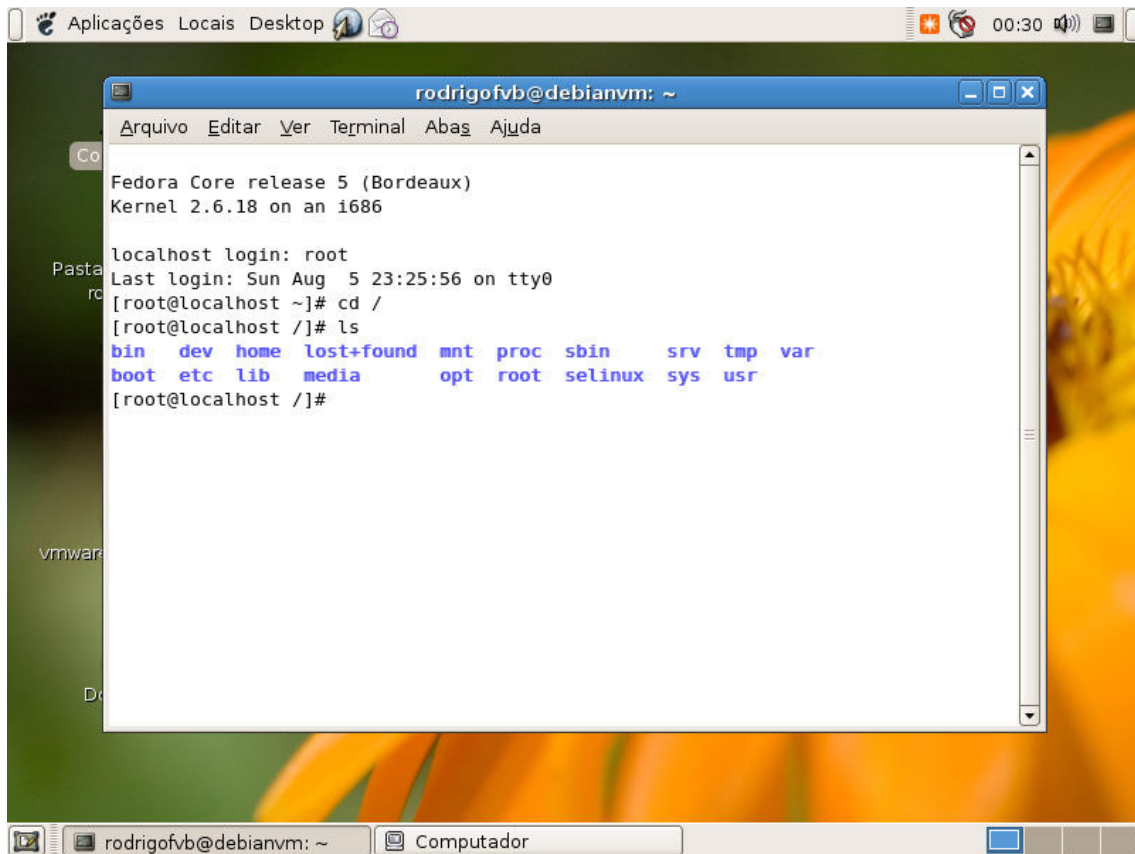 Aplicações Locais Desktop
00:30
rodrigofvb@debianvm: ~
Arquivo Editar Ver Terminal Abas Ajuda
Fedora Core release 5 (Bordeaux)
Kernel 2.6.18 on an i686
localhost login: root
Last login: Sun Aug  5 23:25:56 on tty0
[root@localhost ~]# cd /
[root@localhost /]# ls
bin dev home lost+found mnt proc sbin srv tmp var
boot etc lib media opt root selinux sys usr
[root@localhost /]#
Co
Pasta
vmware
rodrigofvb@debianvm: ~
Computador